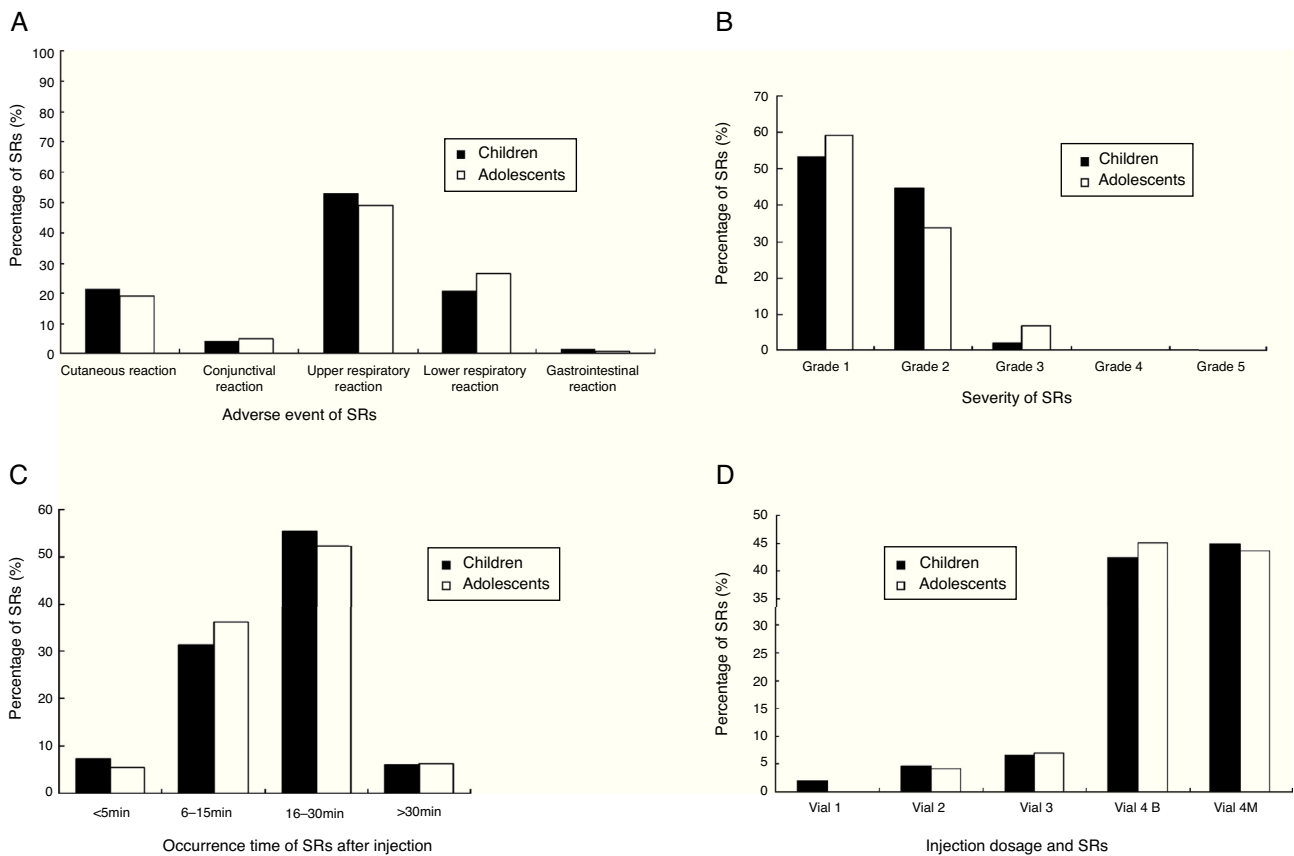 A
100
90
80
70
60
50
40
30
20
10
0
Percentage of SRs (%)
Children
Adolescents
Cutaneous reaction
Conjunctival
reaction
Upper respiratory
reaction
Lower respiratory
reaction
Gastrointestinal
reaction
Adverse event of SRs
B
70
60
50
40
30
20
10
0
Percentage of SRs (%)
Children
Adolescents
Grade 1
Grade 2
Grade 3
Grade 4
Grade 5
Severity of SRs
C
60
50
40
30
20
10
0
Percentage of SRs (%)
Children
Adolescents
<5min
6–15min
16–30min
>30min
Occurrence time of SRs after injection
D
50
45
40
35
30
25
20
15
10
5
0
Percentage of SRs (%)
Children
Adolescents
Vial 1
Vial 2
Vial 3
Vial 4 B
Vial 4M
Injection dosage and SRs